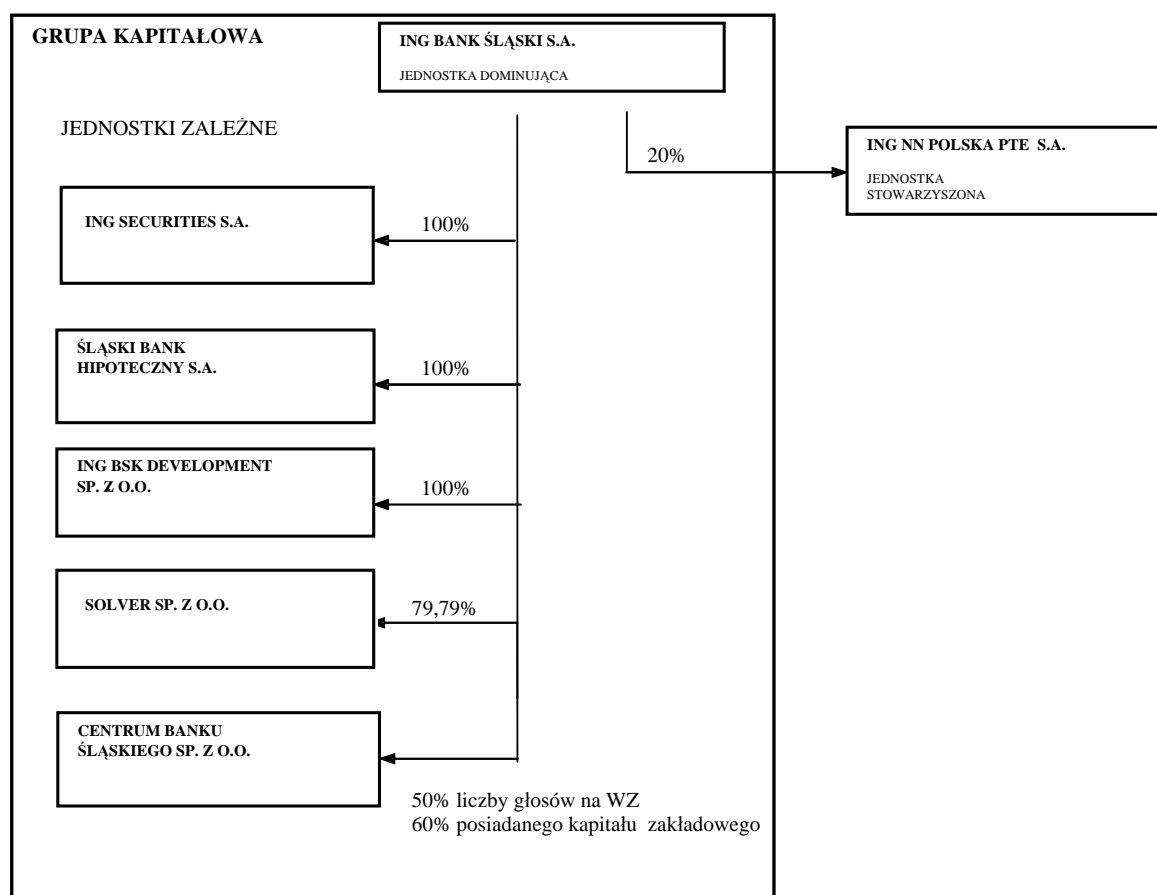 GRUPA KAPITAŁOWA
ING BANK ŚLĄSKI S.A.
JEDNOSTKA DOMINUJĄCA
JEDNOSTKI ZALEŻNE
20%
ING NN POLSKA PTE S.A.
JEDNOSTKA
STOWARZYSZONA
ING SECURITIES S.A.
100%
ŚLĄSKI BANK
HIPOTECZNY S.A.
100%
ING BSK DEVELOPMENT
SP. Z O.O.
100%
SOLVER SP. Z O.O.
79,79%
CENTRUM BANKU
ŚLĄSKIEGO SP. Z O.O.
50% liczby głosów na WZ
60% posiadanego kapitału zakładowego